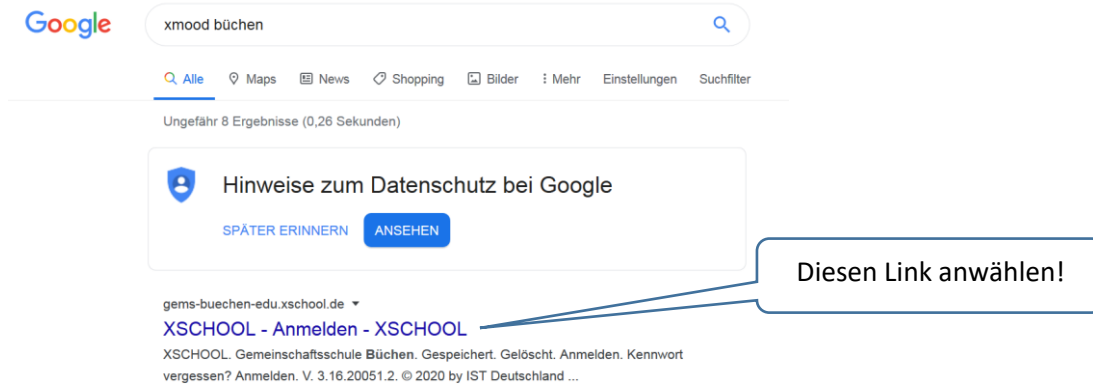 Google
xmood büchen
Alle Maps News Shopping Bilder Mehr Einstellungen Suchfilter
Ungefähr 8 Ergebnisse (0,26 Sekunden)
Hinweise zum Datenschutz bei Google
SPÄTER ERINNERN ANSEHEN
Diesen Link anwählen!
gems-buechen-edu.xschool.de
XSCHOOL - Anmelden - XSCHOOL
XSCHOOL. Gemeinschaftsschule Büchen. Gespeichert. Gelöscht. Anmelden. Kennwort
vergessen? Anmelden. V. 3.16.20051.2. © 2020 by IST Deutschland ...